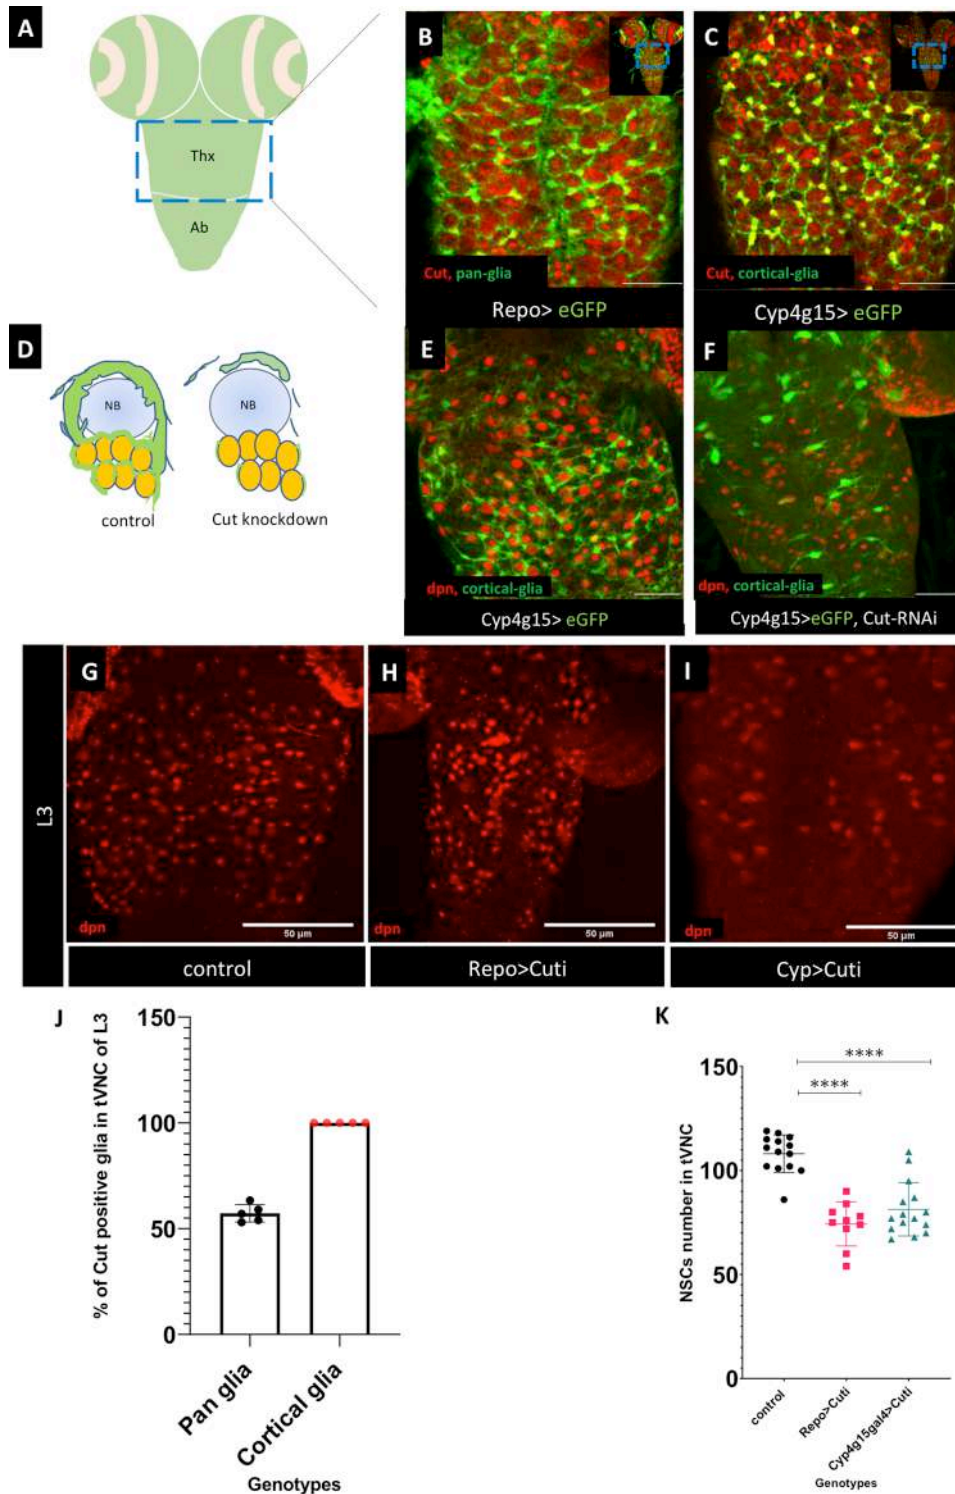 A
Thx
Ab
B
Cut, pan-glia
Repo> eGFP
C
Cut, cortical-glia
Cyp4g15> eGFP
D
NB
NB
control
Cut knockdown
E
dpn, cortical-glia
Cyp4g15> eGFP
F
dpn, cortical-glia
Cyp4g15>eGFP, Cut-RNAi
L3
G
dpn
50 µm
control
H
50 µm
Repo>Cuti
I
dpn
50 µm
Cyp>Cuti
J
% of Cut positive glia in tVNC of L3
150
100
50
0
Pan glia
Cortical glia
Genotypes
K
NSCs number in tVNC
150
100
50
0
****
****
control
Repo>Cuti
Cyp4g15gal4>Cuti
Genotypes